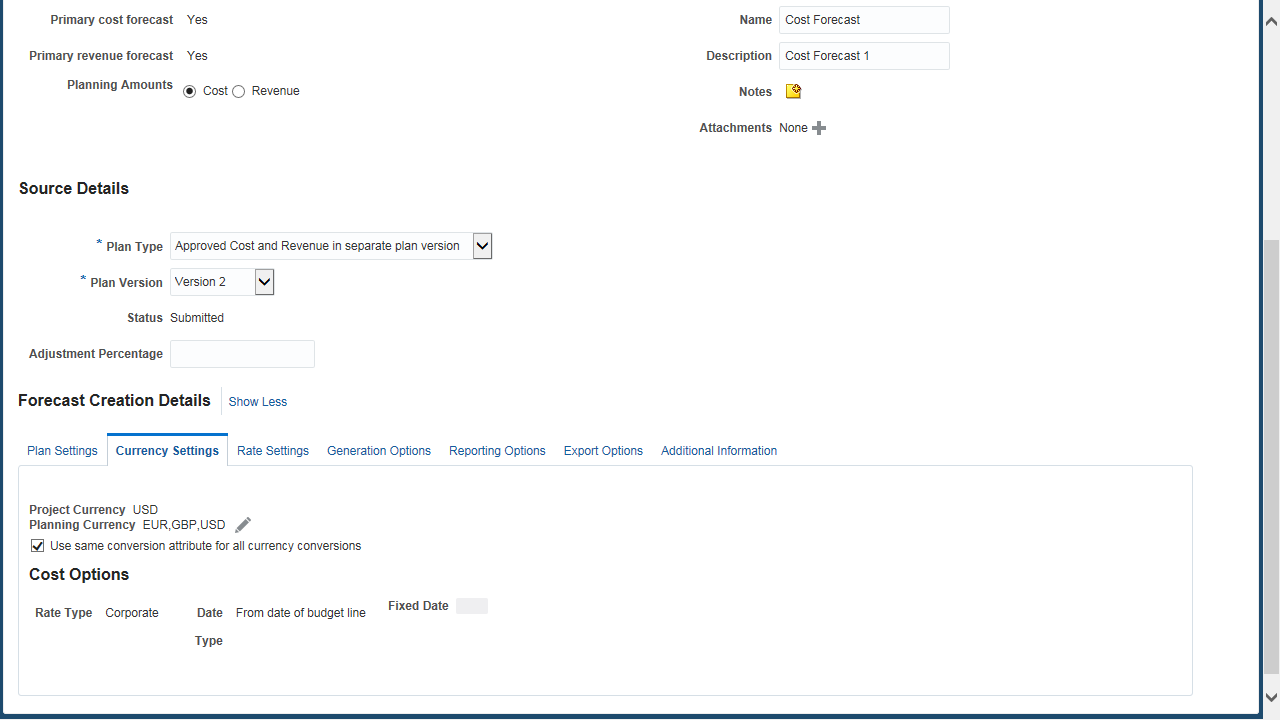 Primary cost forecast Yes
Name Cost Forecast
Primary revenue forecast Yes
Description Cost Forecast 1
Planning Amounts Cost Revenue
Notes
Attachments None
Source Details
* Plan Type Approved Cost and Revenue in separate plan version
* Plan Version Version 2
Status Submitted
Adjustment Percentage
Forecast Creation Details Show Less
Plan Settings Currency Settings Rate Settings Generation Options Reporting Options Export Options Additional Information
Project Currency USD
Planning Currency EUR,GBP,USD
Use same conversion attribute for all currency conversions
Cost Options
Rate Type Corporate Date Type From date of budget line Fixed Date